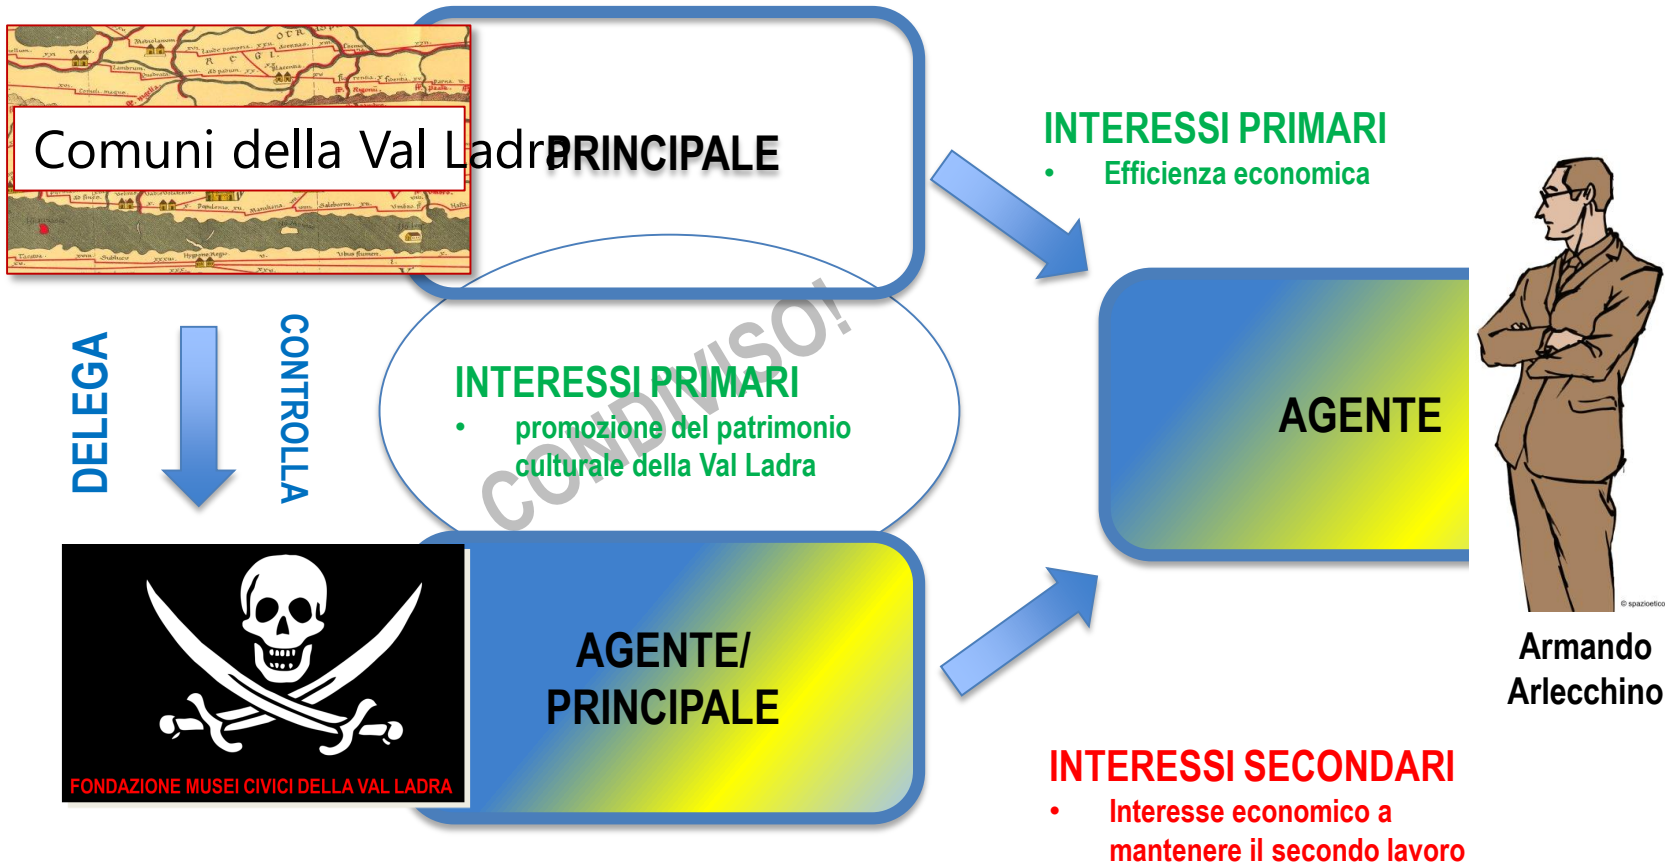 Comuni della Val Ladra
PRINCIPALE
INTERESSI PRIMARI
• Efficienza economica
DELEGA
CONTROLLA
CONDIVISO!
INTERESSI PRIMARI
• promozione del patrimonio
culturale della Val Ladra
AGENTE
© spazioetico
Armando
Arlecchino
AGENTE/
PRINCIPALE
FONDAZIONE MUSEI CIVICI DELLA VAL LADRA
INTERESSI SECONDARI
• Interesse economico a
mantenere il secondo lavoro